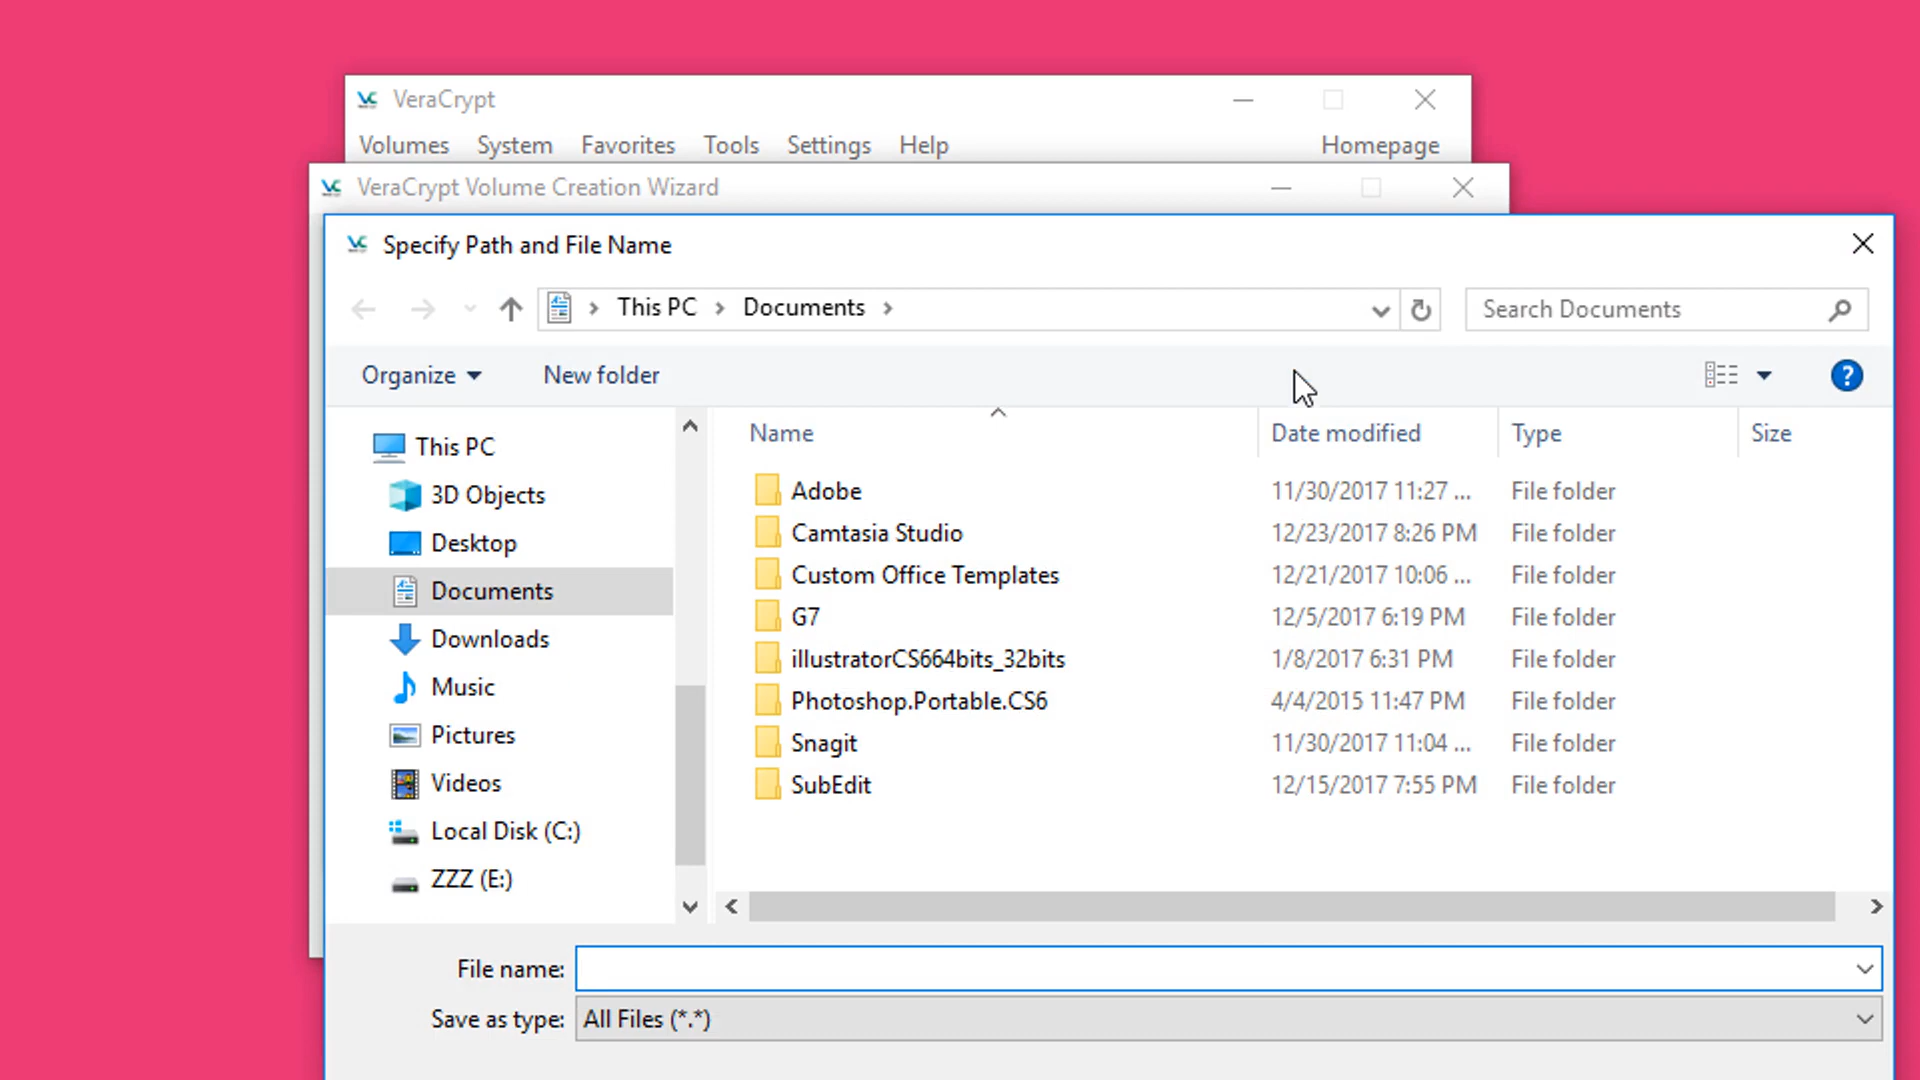 VeraCrypt
Volumes System Favorites Tools Settings Help Homepage
VeraCrypt Volume Creation Wizard
Specify Path and File Name
This PC Documents
Search Documents
Organize New folder
This PC
3D Objects
Desktop
Documents
Downloads
Music
Pictures
Videos
Local Disk (C:)
ZZZ (E:)
Name Date modified Type Size
Adobe 11/30/2017 11:27 ... File folder
Camtasia Studio 12/23/2017 8:26 PM File folder
Custom Office Templates 12/21/2017 10:06 ... File folder
G7 12/5/2017 6:19 PM File folder
illustratorCS664bits_32bits 1/8/2017 6:31 PM File folder
Photoshop.Portable.CS6 4/4/2015 11:47 PM File folder
Snagit 11/30/2017 11:04 ... File folder
SubEdit 12/15/2017 7:55 PM File folder
File name:
Save as type: All Files (*.*)